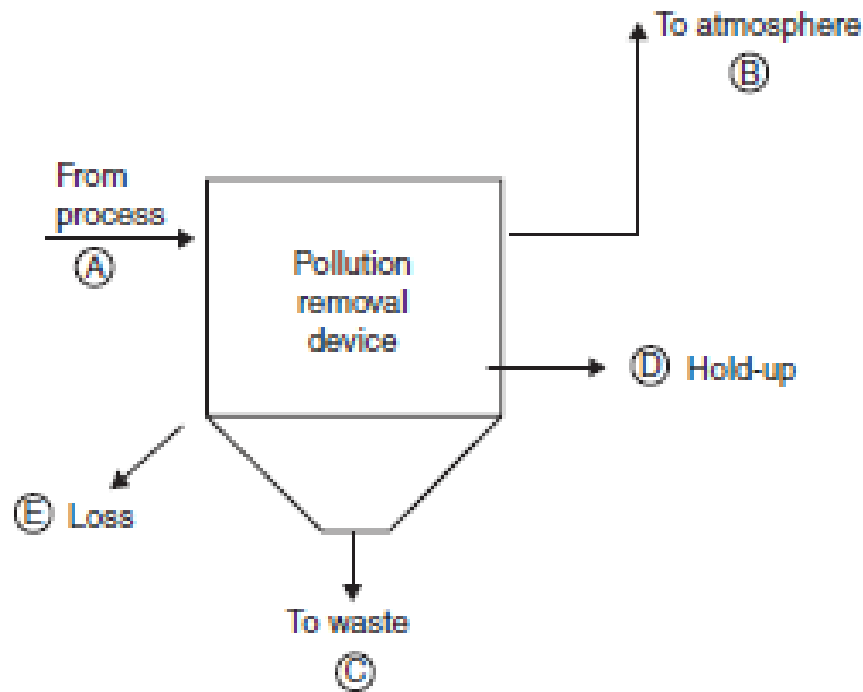 To atmosphere
B
From
process
A
Pollution
removal
device
D Hold-up
E Loss
To waste
C